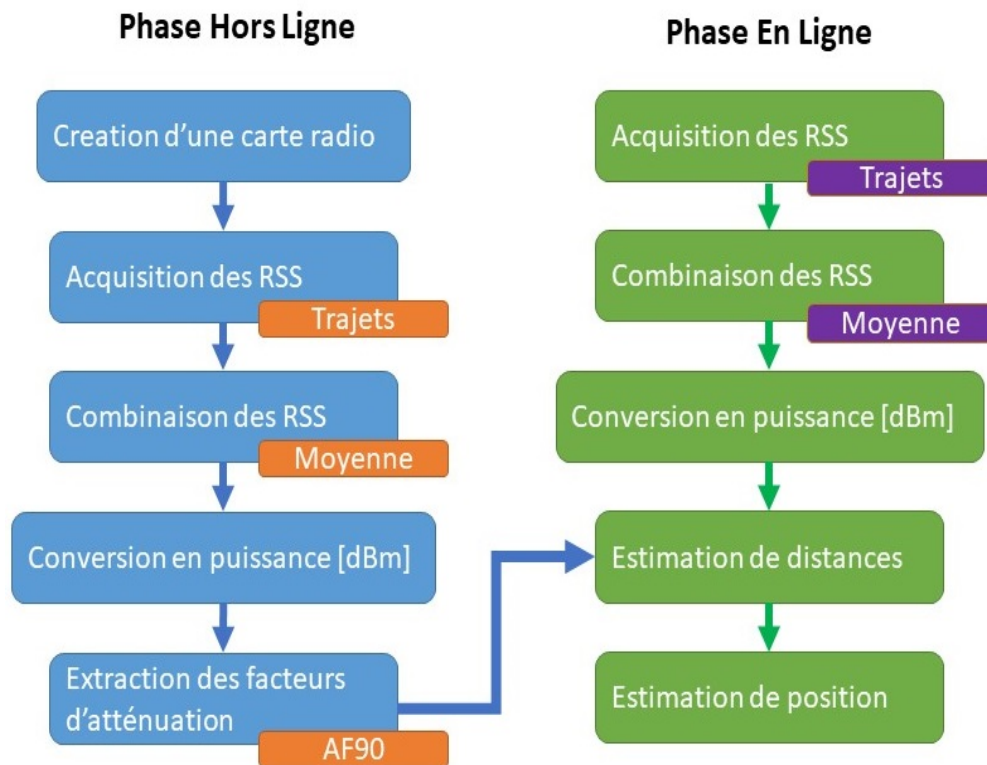 Phase Hors Ligne
Creation d'une carte radio
Acquisition des RSS
Trajets
Combinaison des RSS
Moyenne
Conversion en puissance [dBm]
Extraction des facteurs
d'atténuation
AF90
Phase En Ligne
Acquisition des RSS
Trajets
Combinaison des RSS
Moyenne
Conversion en puissance [dBm]
Estimation de distances
Estimation de position